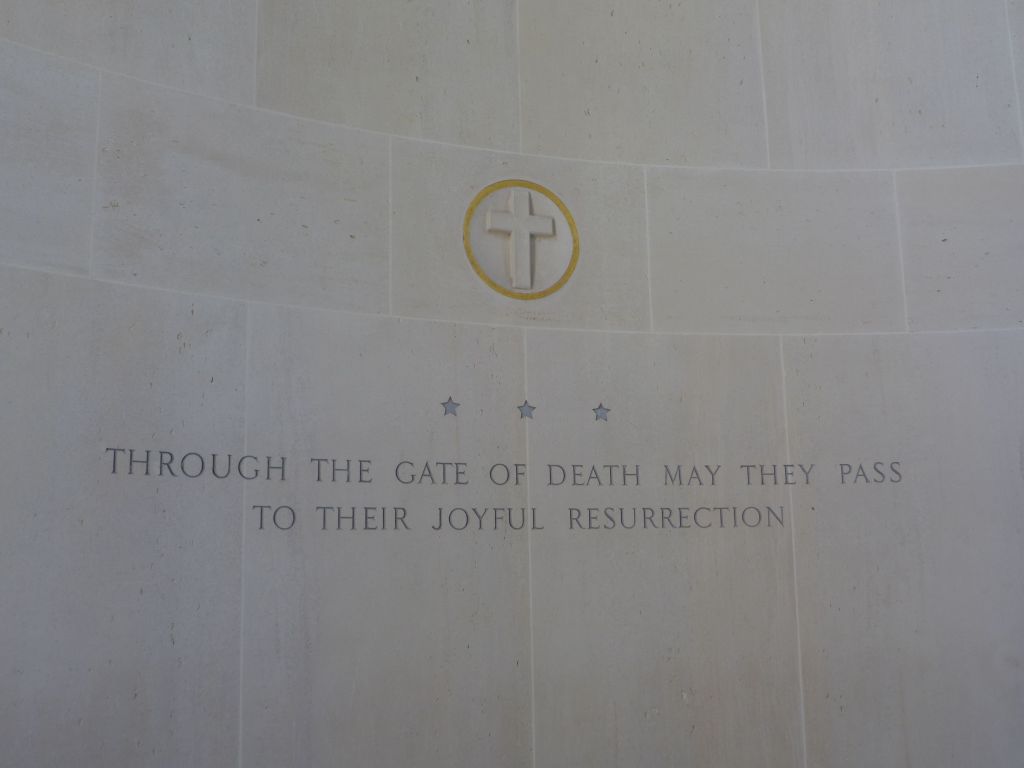 THROUGH THE GATE OF DEATH MAY THEY PASS
TO THEIR JOYFUL RESURRECTION